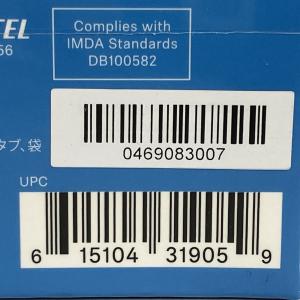 TEL
56
Complies with
IMDA Standards
DB100582
タブ、袋
0469083007
UPC
6 15104 31905 9